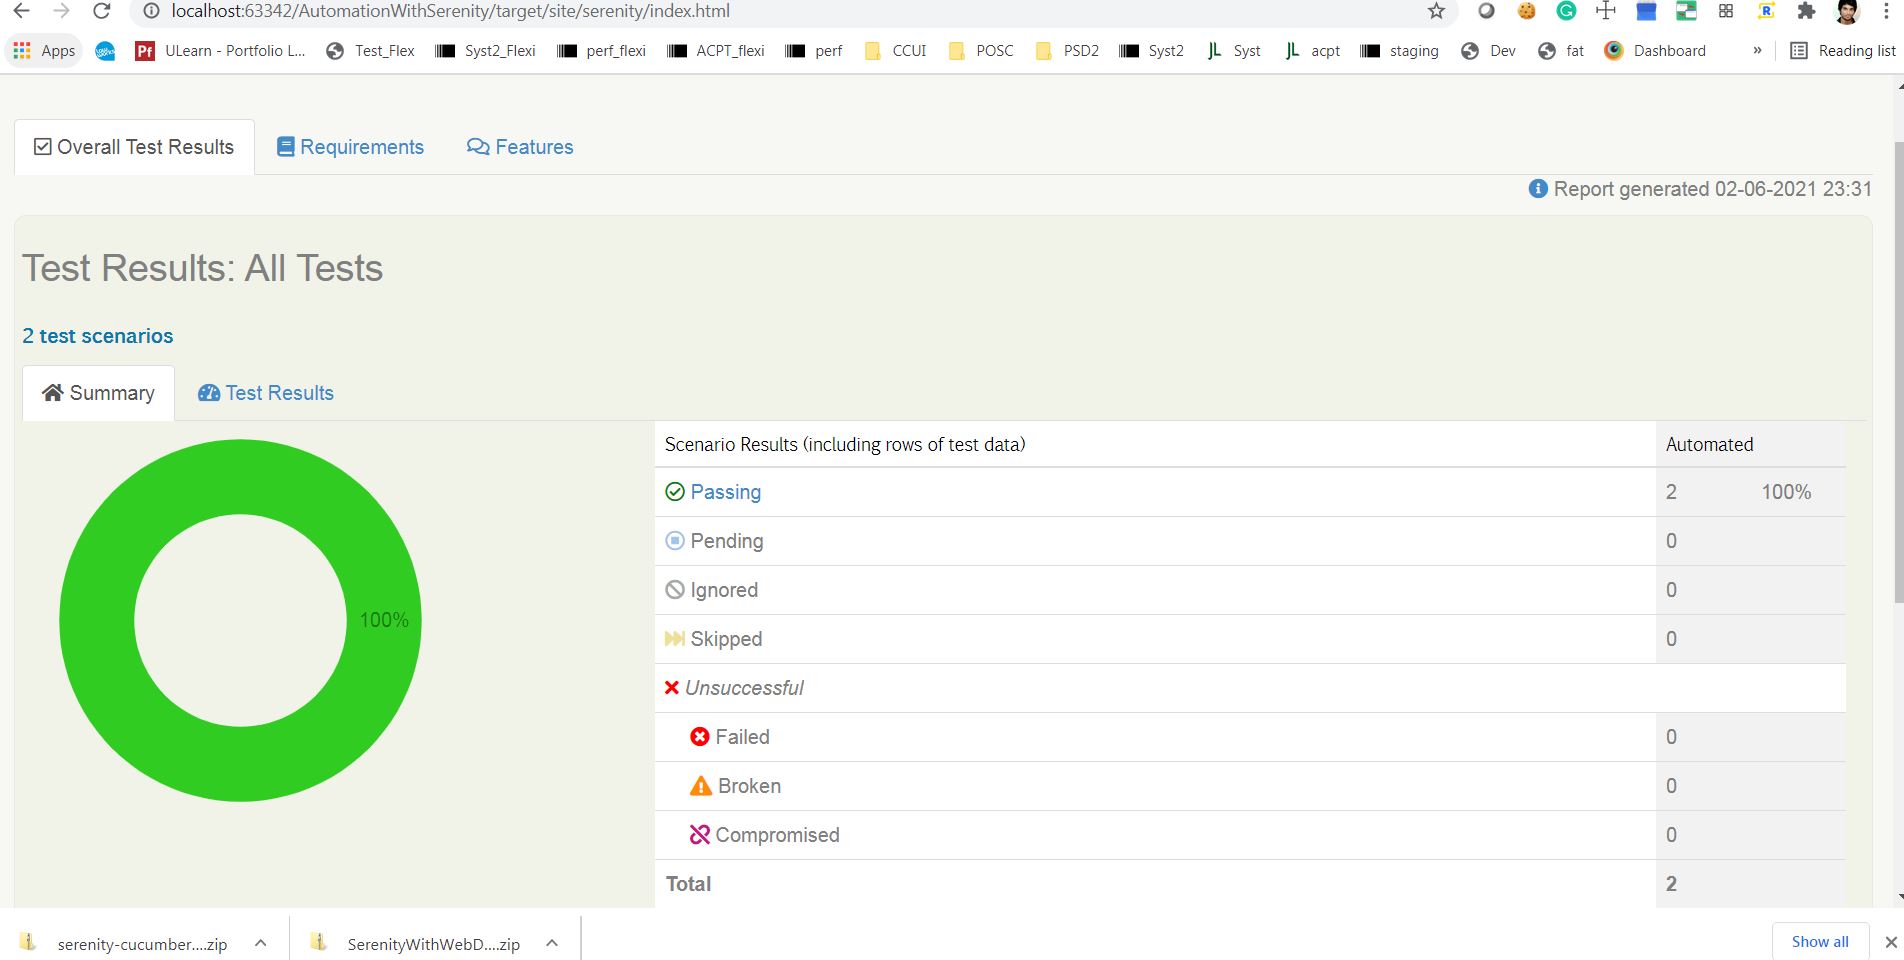 localhost:63342/AutomationWithSerenity/target/site/serenity/index.html
Apps Pf ULearn - Portfolio L... Test_Flex Syst2_Flexi perf_flexi ACPT_flexi perf CCUI POSC PSD2 Syst2 JL Syst JL acpt staging Dev fat Dashboard » Reading list
Overall Test Results Requirements Features
Report generated 02-06-2021 23:31
Test Results: All Tests
2 test scenarios
Summary Test Results
Scenario Results (including rows of test data) Automated
Passing 2 100%
Pending 0
Ignored 0
100%
Skipped 0
Unsuccessful
Failed 0
Broken 0
Compromised 0
Total 2
serenity-cucumber....zip SerenityWithWebD....zip Show all